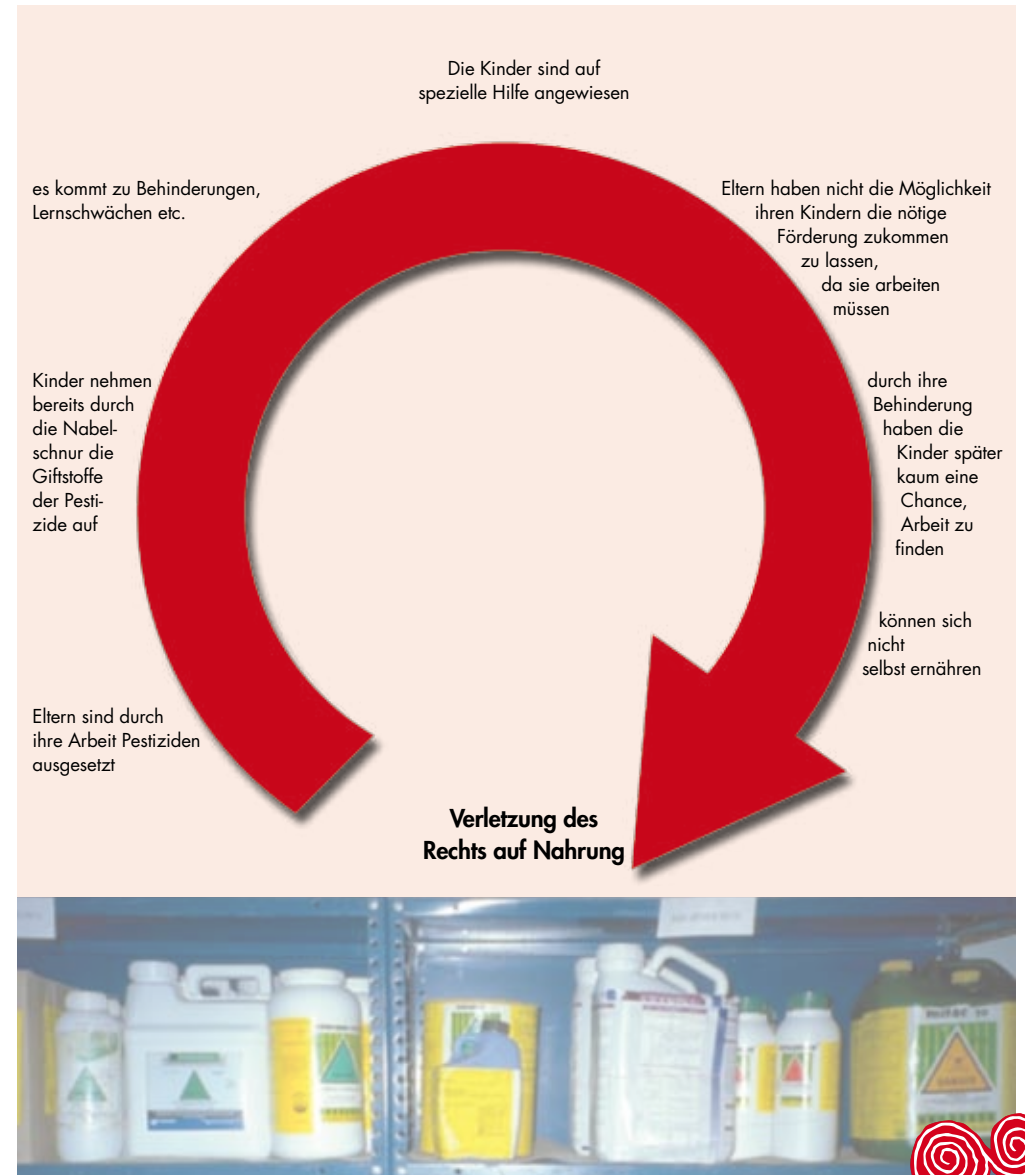 Die Kinder sind auf
spezielle Hilfe angewiesen
es kommt zu Behinderungen,
Lernschwächen etc.
Eltern haben nicht die Möglichkeit
ihren Kindern die nötige
Förderung zukommen
zu lassen,
da sie arbeiten
müssen
Kinder nehmen
bereits durch
die Nabel-
schnur die
Giftstoffe
der Pesti-
zide auf
durch ihre
Behinderung
haben die
Kinder später
kaum eine
Chance,
Arbeit zu
finden
können sich
nicht
selbst ernähren
Eltern sind durch
ihre Arbeit Pestiziden
ausgesetzt
Verletzung des
Rechts auf Nahrung